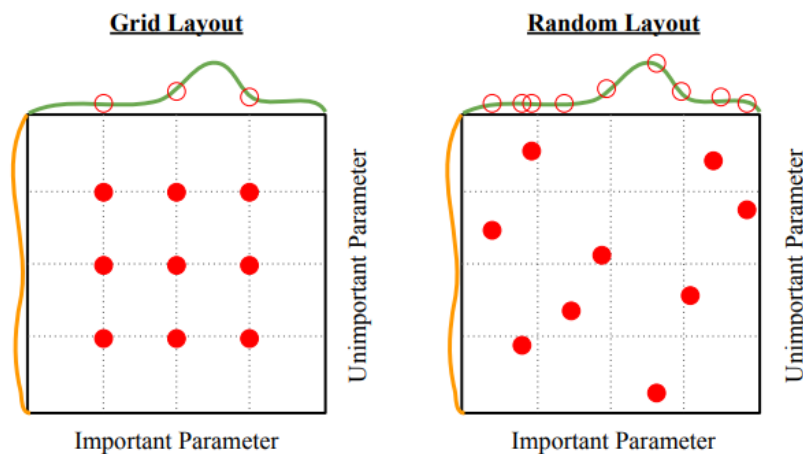 Grid Layout
Unimportant Parameter
Important Parameter
Random Layout
Unimportant Parameter
Important Parameter